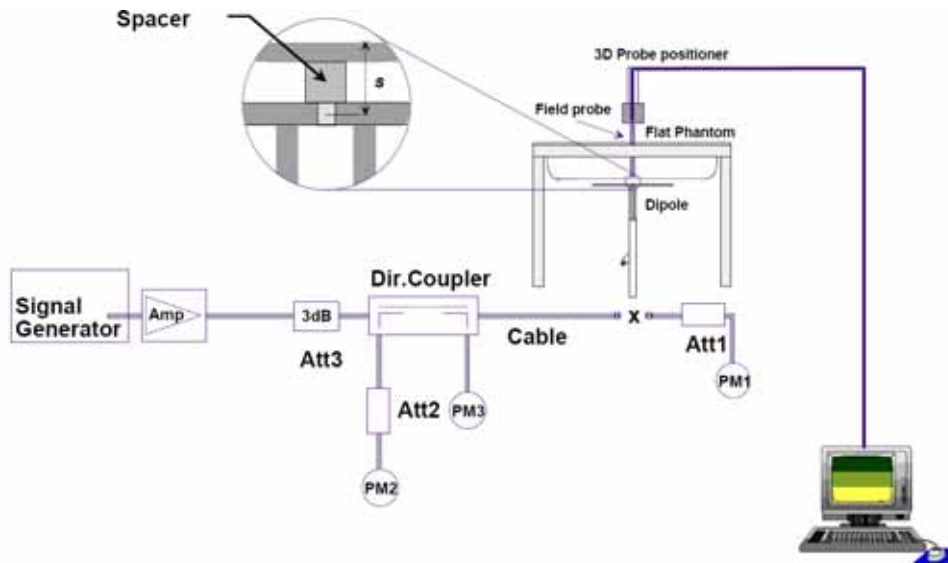 Spacer
s
3D Probe positioner
Field probe
Flat Phantom
Dipole
Signal
Generator
Amp
3dB
Att3
Dir.Coupler
Cable
x
Att1
PM1
Att2
PM3
PM2